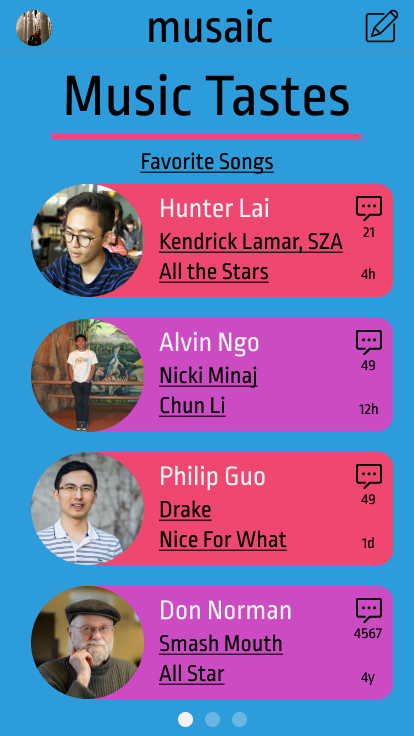 musaic
Music Tastes
Favorite Songs
Hunter Lai
Kendrick Lamar, SZA
21
All the Stars
4h
Alvin Ngo
Nicki Minaj
49
Chun Li
12h
Philip Guo
Drake
49
Nice For What
1d
Don Norman
Smash Mouth
4567
All Star
4y